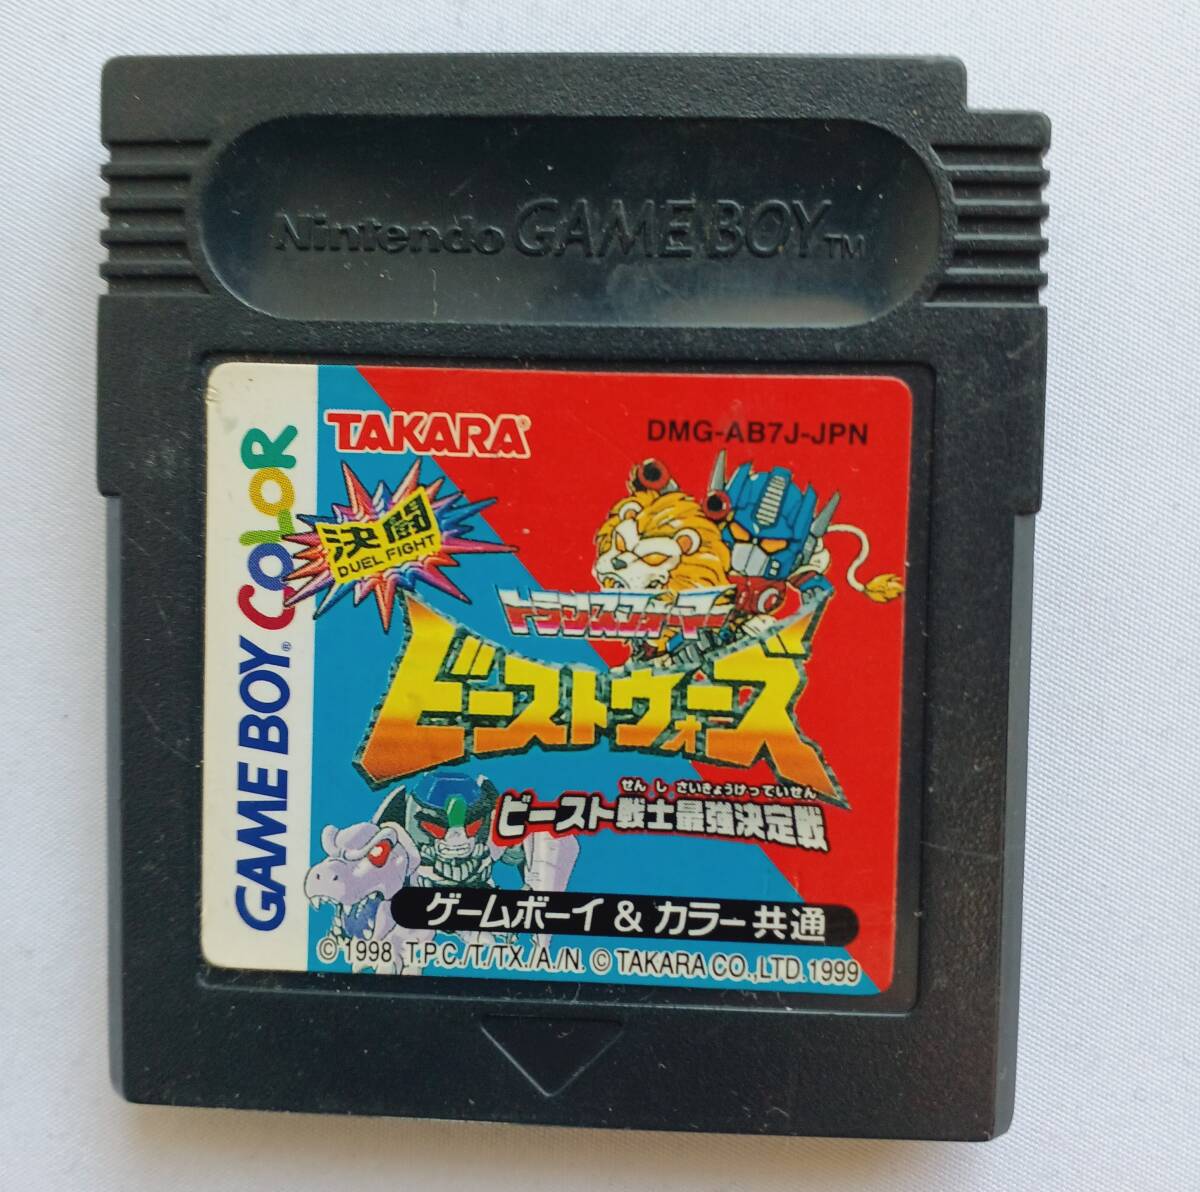 Nintendo GAME BOY™
TAKARA®
DMG-AB7J-JPN
GAME BOY® COLOR
決闘
DUEL FIGHT
トランスフォーマー
ビーストウォーズ
せんしさいきょうけっていせん
ビースト戦士最強決定戦
ゲームボーイ & カラー共通
© 1998 T.P.C./T./TX./A./N. © TAKARA CO.,LTD. 1999